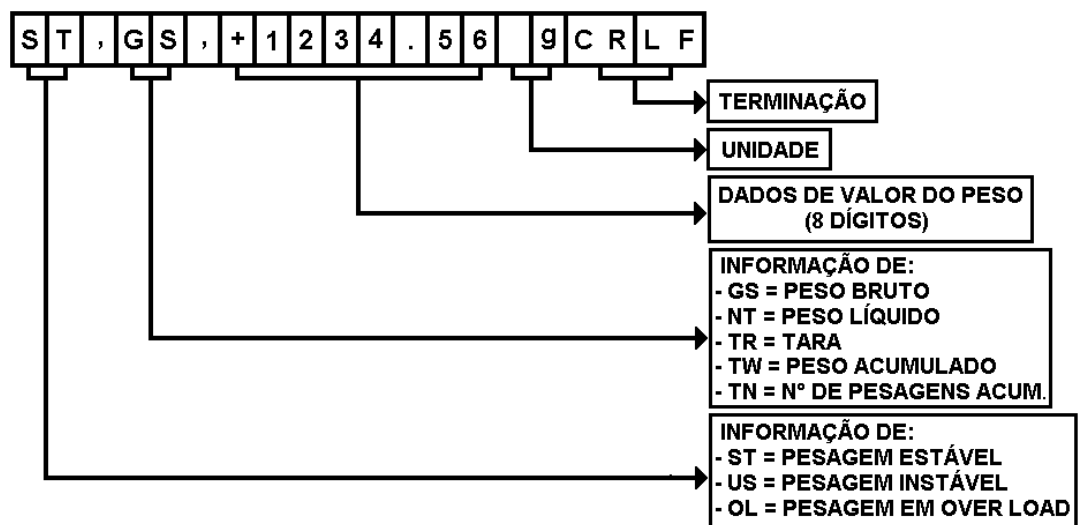 ST,GS,+1234.56 gCRLF
TERMINAÇÃO
UNIDADE
DADOS DE VALOR DO PESO
(8 DÍGITOS)
INFORMAÇÃO DE:
- GS = PESO BRUTO
- NT = PESO LÍQUIDO
- TR = TARA
- TW = PESO ACUMULADO
- TN = Nº DE PESAGENS ACUM.
INFORMAÇÃO DE:
- ST = PESAGEM ESTÁVEL
- US = PESAGEM INSTÁVEL
- OL = PESAGEM EM OVER LOAD